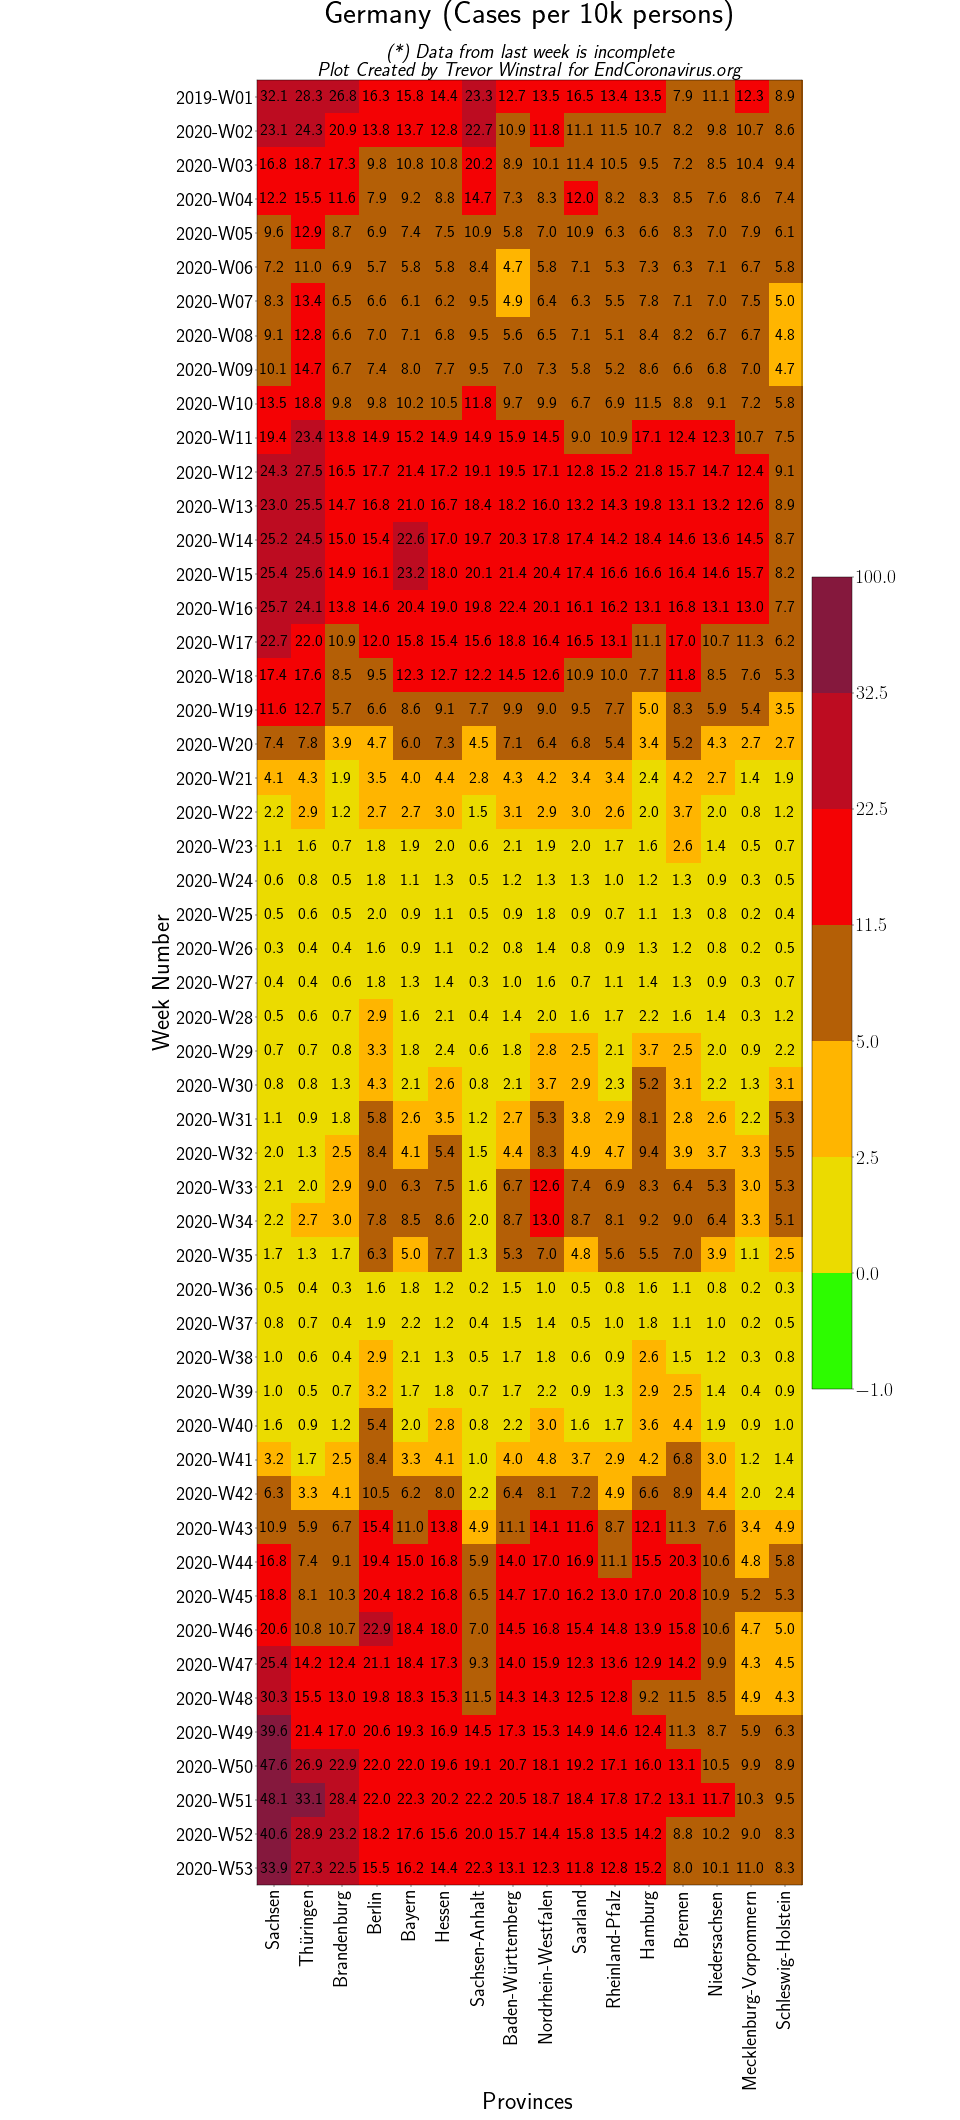 Germany (Cases per 10k persons)
(*) Data from last week is incomplete
Plot Created by Trevor Winstral for EndCoronavirus.org
2019-W01 32.1 28.3 26.8 16.3 15.8 14.4 23.3 12.7 13.5 16.5 13.4 13.5 7.9 11.1 12.3 8.9
2020-W02 23.1 24.3 20.9 13.8 13.7 12.8 22.7 10.9 11.8 11.1 11.5 10.7 8.2 9.8 10.7 8.6
2020-W03 16.8 18.7 17.3 9.8 10.8 10.8 20.2 8.9 10.1 11.4 10.5 9.5 7.2 8.5 10.4 9.4
2020-W04 12.2 15.5 11.6 7.9 9.2 8.8 14.7 7.3 8.3 12.0 8.2 8.3 8.5 7.6 8.6 7.4
2020-W05 9.6 12.9 8.7 6.9 7.4 7.5 10.9 5.8 7.0 10.9 6.3 6.6 8.3 7.0 7.9 6.1
2020-W06 7.2 11.0 6.9 5.7 5.8 5.8 8.4 4.7 5.8 7.1 5.3 7.3 6.3 7.1 6.7 5.8
2020-W07 8.3 13.4 6.5 6.6 6.1 6.2 9.5 4.9 6.4 6.3 5.5 7.8 7.1 7.0 7.5 5.0
2020-W08 9.1 12.8 6.6 7.0 7.1 6.8 9.5 5.6 6.5 7.1 5.1 8.4 8.2 6.7 6.7 4.8
2020-W09 10.1 14.7 6.7 7.4 8.0 7.7 9.5 7.0 7.3 5.8 5.2 8.6 6.6 6.8 7.0 4.7
2020-W10 13.5 18.8 9.8 9.8 10.2 10.5 11.8 9.7 9.9 6.7 6.9 11.5 8.8 9.1 7.2 5.8
2020-W11 19.4 23.4 13.8 14.9 15.2 14.9 14.9 15.9 14.5 9.0 10.9 17.1 12.4 12.3 10.7 7.5
2020-W12 24.3 27.5 16.5 17.7 21.4 17.2 19.1 19.5 17.1 12.8 15.2 21.8 15.7 14.7 12.4 9.1
2020-W13 23.0 25.5 14.7 16.8 21.0 16.7 18.4 18.2 16.0 13.2 14.3 19.8 13.1 13.2 12.6 8.9
2020-W14 25.2 24.5 15.0 15.4 22.6 17.0 19.7 20.3 17.8 17.4 14.2 18.4 14.6 13.6 14.5 8.7
2020-W15 25.4 25.6 14.9 16.1 23.2 18.0 20.1 21.4 20.4 17.4 16.6 16.6 16.4 14.6 15.7 8.2
2020-W16 25.7 24.1 13.8 14.6 20.4 19.0 19.8 22.4 20.1 16.1 16.2 13.1 16.8 13.1 13.0 7.7
2020-W17 22.7 22.0 10.9 12.0 15.8 15.4 15.6 18.8 16.4 16.5 13.1 11.1 17.0 10.7 11.3 6.2
2020-W18 17.4 17.6 8.5 9.5 12.3 12.7 12.2 14.5 12.6 10.9 10.0 7.7 11.8 8.5 7.6 5.3
2020-W19 11.6 12.7 5.7 6.6 8.6 9.1 7.7 9.9 9.0 9.5 7.7 5.0 8.3 5.9 5.4 3.5
2020-W20 7.4 7.8 3.9 4.7 6.0 7.3 4.5 7.1 6.4 6.8 5.4 3.4 5.2 4.3 2.7 2.7
2020-W21 4.1 4.3 1.9 3.5 4.0 4.4 2.8 4.3 4.2 3.4 3.4 2.4 4.2 2.7 1.4 1.9
2020-W22 2.2 2.9 1.2 2.7 2.7 3.0 1.5 3.1 2.9 3.0 2.6 2.0 3.7 2.0 0.8 1.2
2020-W23 1.1 1.6 0.7 1.8 1.9 2.0 0.6 2.1 1.9 2.0 1.7 1.6 2.6 1.4 0.5 0.7
2020-W24 0.6 0.8 0.5 1.8 1.1 1.3 0.5 1.2 1.3 1.3 1.0 1.2 1.3 0.9 0.3 0.5
2020-W25 0.5 0.6 0.5 2.0 0.9 1.1 0.5 0.9 1.8 0.9 0.7 1.1 1.3 0.8 0.2 0.4
2020-W26 0.3 0.4 0.4 1.6 0.9 1.1 0.2 0.8 1.4 0.8 0.9 1.3 1.2 0.8 0.2 0.5
2020-W27 0.4 0.4 0.6 1.8 1.3 1.4 0.3 1.0 1.6 0.7 1.1 1.4 1.3 0.9 0.3 0.7
2020-W28 0.5 0.6 0.7 2.9 1.6 2.1 0.4 1.4 2.0 1.6 1.7 2.2 1.6 1.4 0.3 1.2
2020-W29 0.7 0.7 0.8 3.3 1.8 2.4 0.6 1.8 2.8 2.5 2.1 3.7 2.5 2.0 0.9 2.2
2020-W30 0.8 0.8 1.3 4.3 2.1 2.6 0.8 2.1 3.7 2.9 2.3 5.2 3.1 2.2 1.3 3.1
2020-W31 1.1 0.9 1.8 5.8 2.6 3.5 1.2 2.7 5.3 3.8 2.9 8.1 2.8 2.6 2.2 5.3
2020-W32 2.0 1.3 2.5 8.4 4.1 5.4 1.5 4.4 8.3 4.9 4.7 9.4 3.9 3.7 3.3 5.5
2020-W33 2.1 2.0 2.9 9.0 6.3 7.5 1.6 6.7 12.6 7.4 6.9 8.3 6.4 5.3 3.0 5.3
2020-W34 2.2 2.7 3.0 7.8 8.5 8.6 2.0 8.7 13.0 8.7 8.1 9.2 9.0 6.4 3.3 5.1
2020-W35 1.7 1.3 1.7 6.3 5.0 7.7 1.3 5.3 7.0 4.8 5.6 5.5 7.0 3.9 1.1 2.5
2020-W36 0.5 0.4 0.3 1.6 1.8 1.2 0.2 1.5 1.0 0.5 0.8 1.6 1.1 0.8 0.2 0.3
2020-W37 0.8 0.7 0.4 1.9 2.2 1.2 0.4 1.5 1.4 0.5 1.0 1.8 1.1 1.0 0.2 0.5
2020-W38 1.0 0.6 0.4 2.9 2.1 1.3 0.5 1.7 1.8 0.6 0.9 2.6 1.5 1.2 0.3 0.8
2020-W39 1.0 0.5 0.7 3.2 1.7 1.8 0.7 1.7 2.2 0.9 1.3 2.9 2.5 1.4 0.4 0.9
2020-W40 1.6 0.9 1.2 5.4 2.0 2.8 0.8 2.2 3.0 1.6 1.7 3.6 4.4 1.9 0.9 1.0
2020-W41 3.2 1.7 2.5 8.4 3.3 4.1 1.0 4.0 4.8 3.7 2.9 4.2 6.8 3.0 1.2 1.4
2020-W42 6.3 3.3 4.1 10.5 6.2 8.0 2.2 6.4 8.1 7.2 4.9 6.6 8.9 4.4 2.0 2.4
2020-W43 10.9 5.9 6.7 15.4 11.0 13.8 4.9 11.1 14.1 11.6 8.7 12.1 11.3 7.6 3.4 4.9
2020-W44 16.8 7.4 9.1 19.4 15.0 16.8 5.9 14.0 17.0 16.9 11.1 15.5 20.3 10.6 4.8 5.8
2020-W45 18.8 8.1 10.3 20.4 18.2 16.8 6.5 14.7 17.0 16.2 13.0 17.0 20.8 10.9 5.2 5.3
2020-W46 20.6 10.8 10.7 22.9 18.4 18.0 7.0 14.5 16.8 15.4 14.8 13.9 15.8 10.6 4.7 5.0
2020-W47 25.4 14.2 12.4 21.1 18.4 17.3 9.3 14.0 15.9 12.3 13.6 12.9 14.2 9.9 4.3 4.5
2020-W48 30.3 15.5 13.0 19.8 18.3 15.3 11.5 14.3 14.3 12.5 12.8 9.2 11.5 8.5 4.9 4.3
2020-W49 39.6 21.4 17.0 20.6 19.3 16.9 14.5 17.3 15.3 14.9 14.6 12.4 11.3 8.7 5.9 6.3
2020-W50 47.6 26.9 22.9 22.0 22.0 19.6 19.1 20.7 18.1 19.2 17.1 16.0 13.1 10.5 9.9 8.9
2020-W51 48.1 33.1 28.4 22.0 22.3 20.2 22.2 20.5 18.7 18.4 17.8 17.2 13.1 11.7 10.3 9.5
2020-W52 40.6 28.9 23.2 18.2 17.6 15.6 20.0 15.7 14.4 15.8 13.5 14.2 8.8 10.2 9.0 8.3
2020-W53 33.9 27.3 22.5 15.5 16.2 14.4 22.3 13.1 12.3 11.8 12.8 15.2 8.0 10.1 11.0 8.3
Week Number
Sachsen
Thüringen
Brandenburg
Berlin
Bayern
Hessen
Sachsen-Anhalt
Baden-Württemberg
Nordrhein-Westfalen
Saarland
Rheinland-Pfalz
Hamburg
Bremen
Niedersachsen
Mecklenburg-Vorpommern
Schleswig-Holstein
Provinces
100.0
32.5
22.5
11.5
5.0
2.5
0.0
−1.0